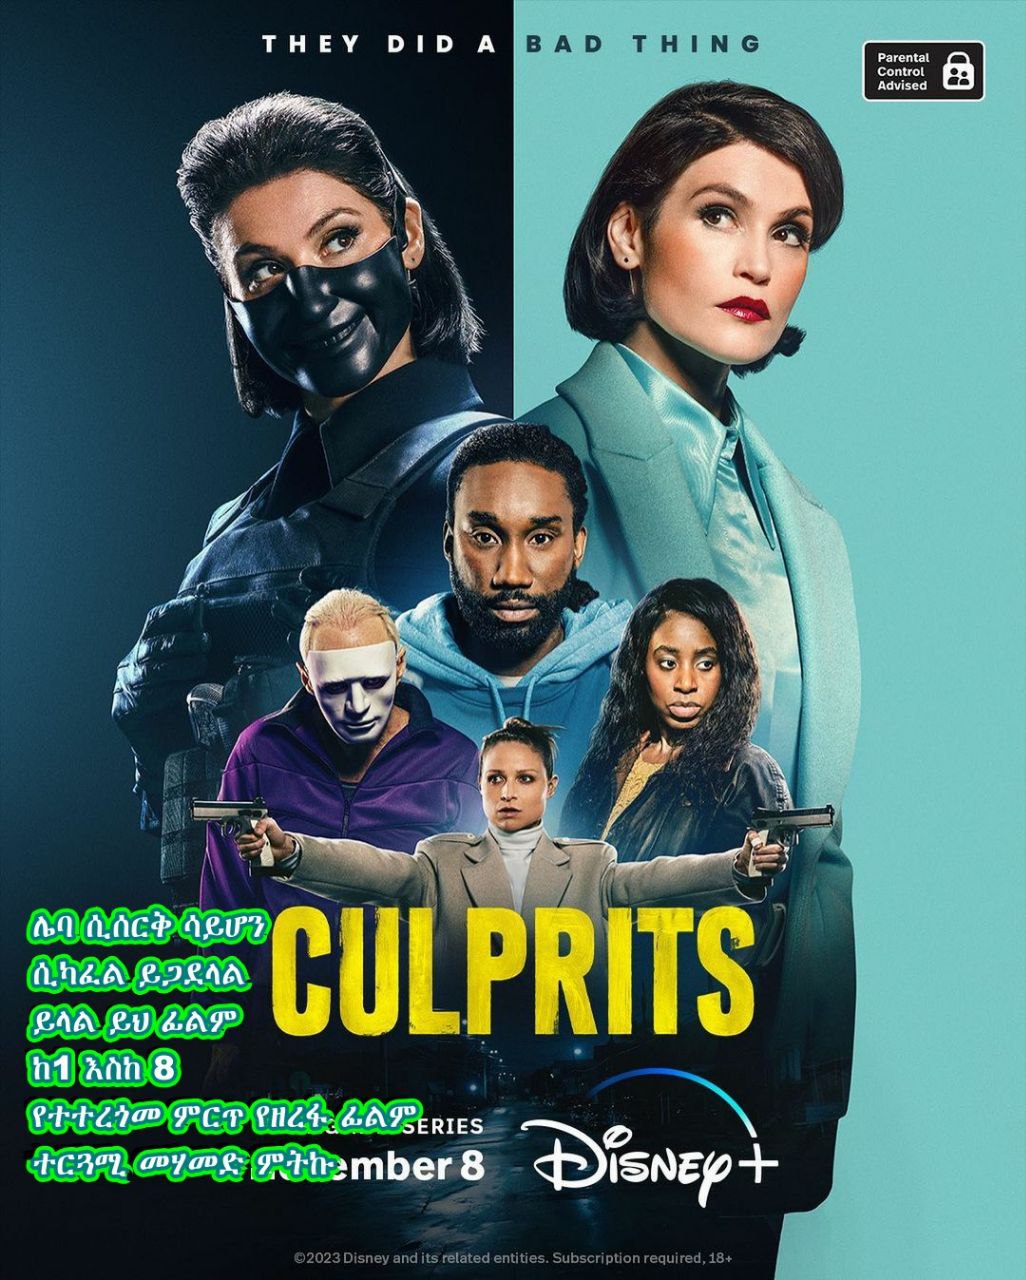 THEY DID A BAD THING
Parental
Control
Advised
CULPRITS
ሌባ ሲሰርቅ ሳይሆን
ሲካፈል ይጋደላል
ይላል ይህ ፊልም
ከ1 እስከ 8
የተተረጎመ ምርጥ የዘረፋ ፊልም
SERIES
ተርጓሚ መሃመድ ምትኩ
ember 8
Disney+
©2023 Disney and its related entities. Subscription required, 18+